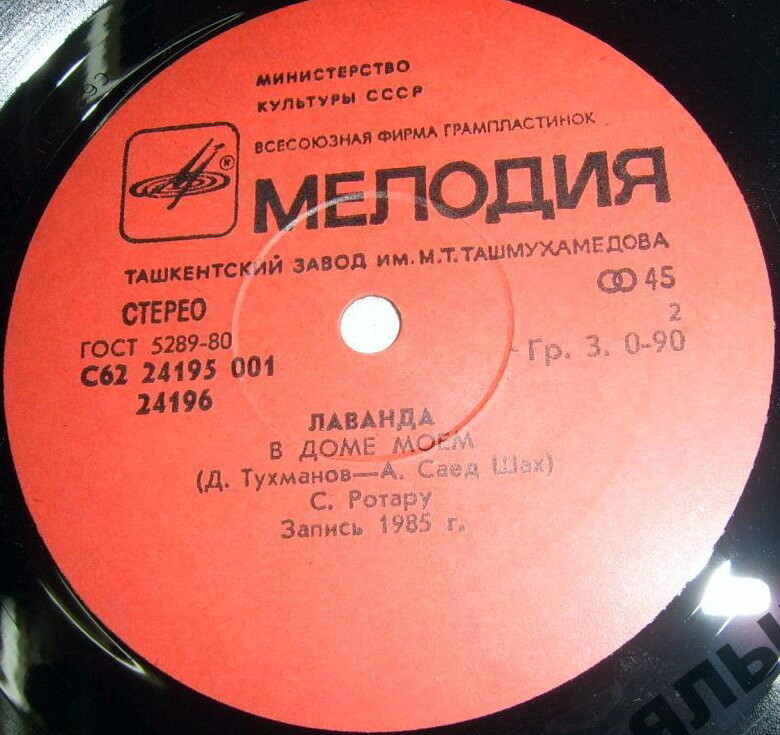 МИНИСТЕРСТВО
КУЛЬТУРЫ СССР
ВСЕСОЮЗНАЯ ФИРМА ГРАМПЛАСТИНОК
®
МЕЛОДИЯ
ТАШКЕНТСКИЙ ЗАВОД ИМ. М.Т. ТАШМУХАМЕДОВА
СТЕРЕО
45
ГОСТ 5289-80
2
С62 24195 001
Гр. 3. 0-90
24196
ЛАВАНДА
В ДОМЕ МОЕМ
(Д. Тухманов—А. Саед Шах)
С. Ротару
Запись 1985 г.